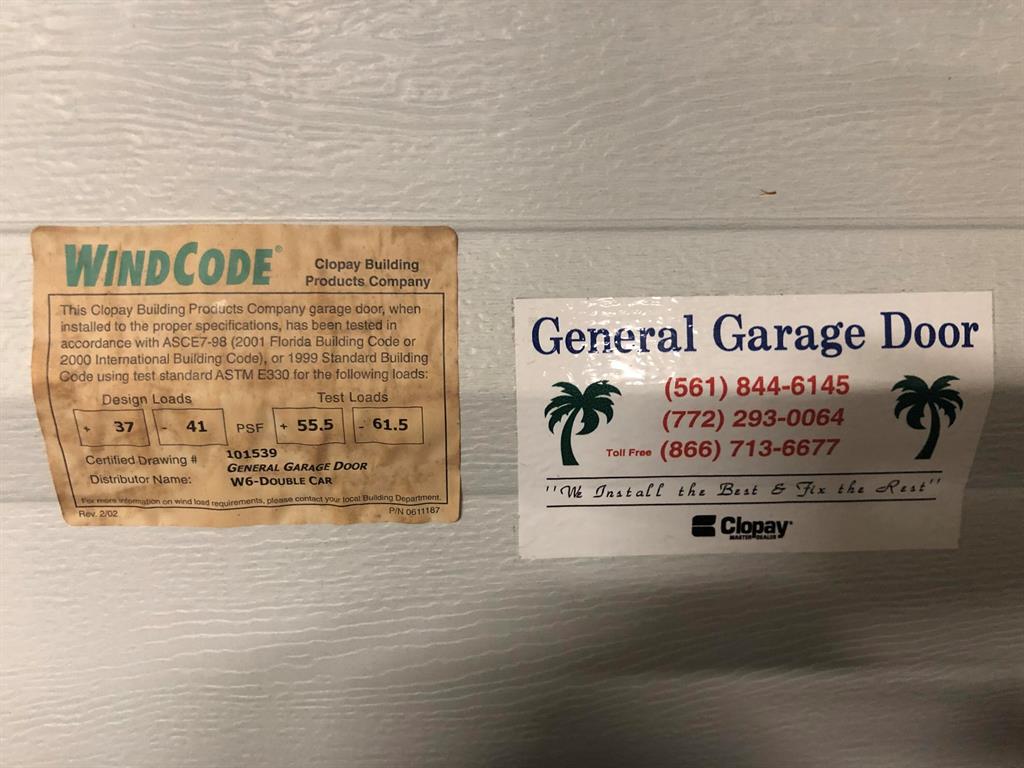 WINDCODE®
Clopay Building
Products Company
This Clopay Building Products Company garage door, when
installed to the proper specifications, has been tested in
accordance with ASCE7-98 (2001 Florida Building Code or
2000 International Building Code), or 1999 Standard Building
Code using test standard ASTM E330 for the following loads:
Design Loads Test Loads
+ 37 - 41 PSF + 55.5 - 61.5
Certified Drawing # 101539
GENERAL GARAGE DOOR
Distributor Name: W6-DOUBLE CAR
For more information on wind load requirements, please contact your local Building Department.
Rev. 2/02 P/N 0611187
General Garage Door
(561) 844-6145
(772) 293-0064
Toll Free (866) 713-6677
"We Install the Best & Fix the Rest"
Clopay®
MASTER DEALER